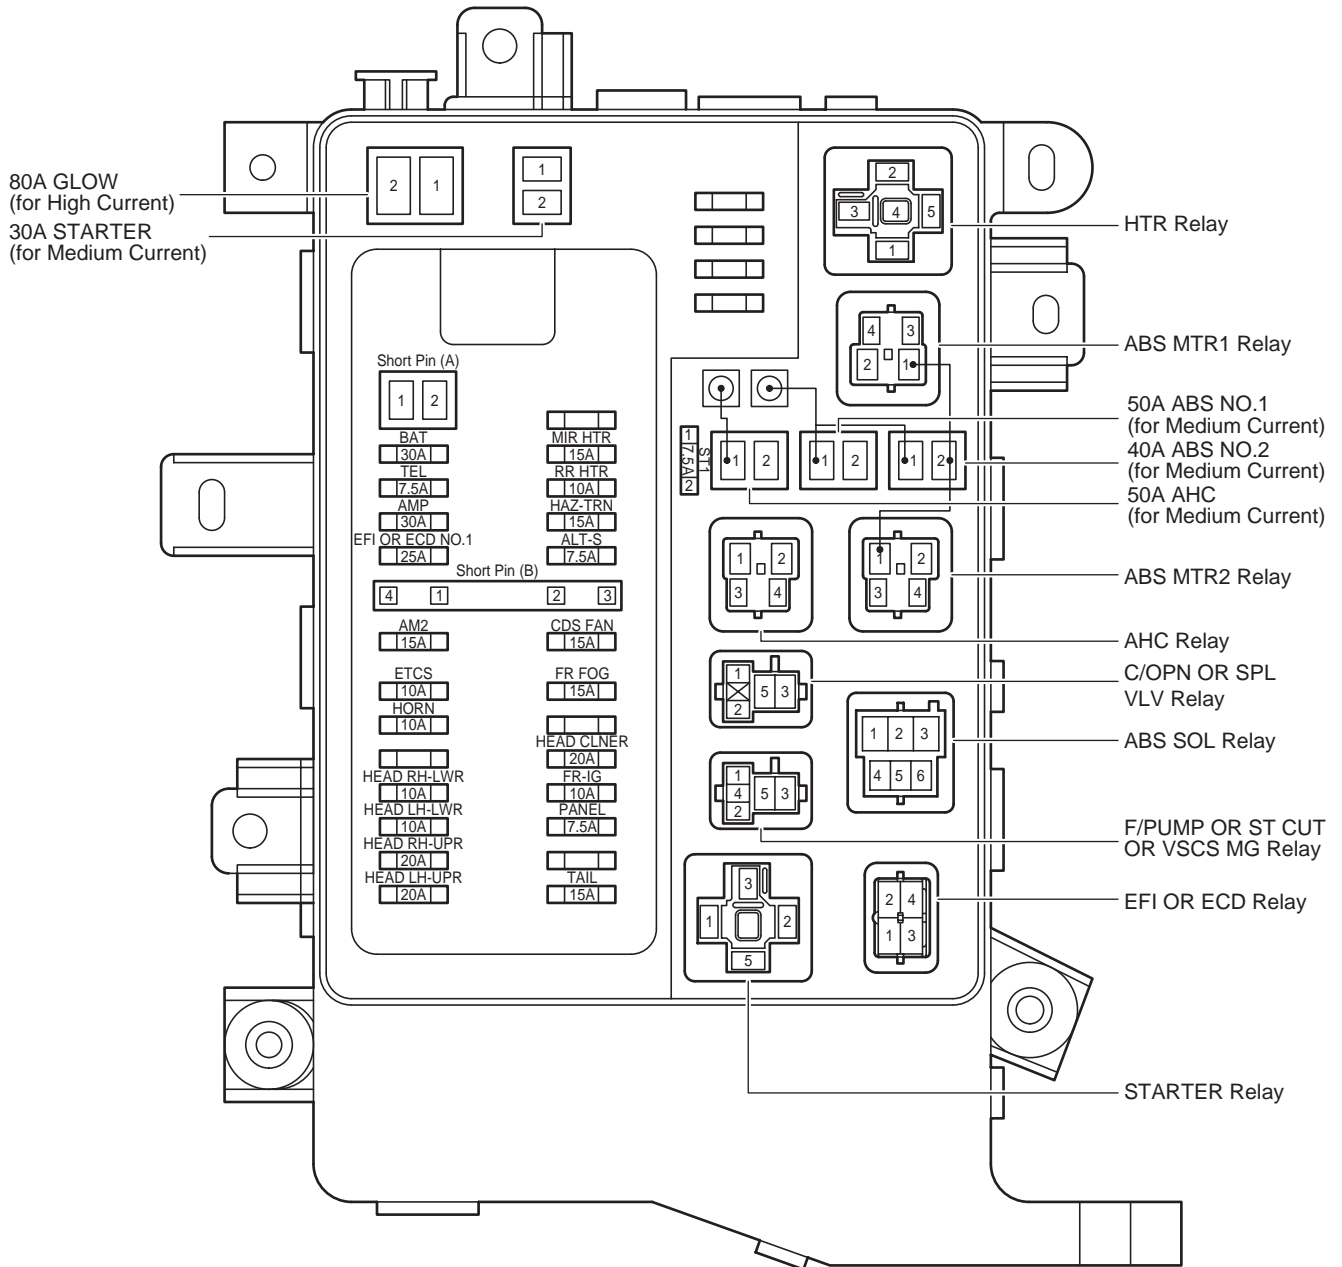 80A GLOW
(for High Current)
30A STARTER
(for Medium Current)
2 1
1
2
2
3 4 5
1
HTR Relay
4 3
2 1
ABS MTR1 Relay
Short Pin (A)
1 2
BAT
30A
TEL
7.5A
AMP
30A
EFI OR ECD NO.1
25A
MIR HTR
15A
RR HTR
10A
HAZ-TRN
15A
ALT-S
7.5A
Short Pin (B)
4 1 2 3
AM2
15A
ETCS
10A
HORN
10A
HEAD RH-LWR
10A
HEAD LH-LWR
10A
HEAD RH-UPR
20A
HEAD LH-UPR
20A
CDS FAN
15A
FR FOG
15A
HEAD CLNER
20A
FR-IG
10A
PANEL
7.5A
TAIL
15A
1 7.5A 2
ST1
1 2
1 2
1 2
50A ABS NO.1
(for Medium Current)
40A ABS NO.2
(for Medium Current)
50A AHC
(for Medium Current)
1 2
3 4
1 2
3 4
ABS MTR2 Relay
AHC Relay
1
5 3
2
C/OPN OR SPL
VLV Relay
1 2 3
4 5 6
ABS SOL Relay
1
4 5 3
2
F/PUMP OR ST CUT
OR VSCS MG Relay
3
1 2
5
2 4
1 3
EFI OR ECD Relay
STARTER Relay